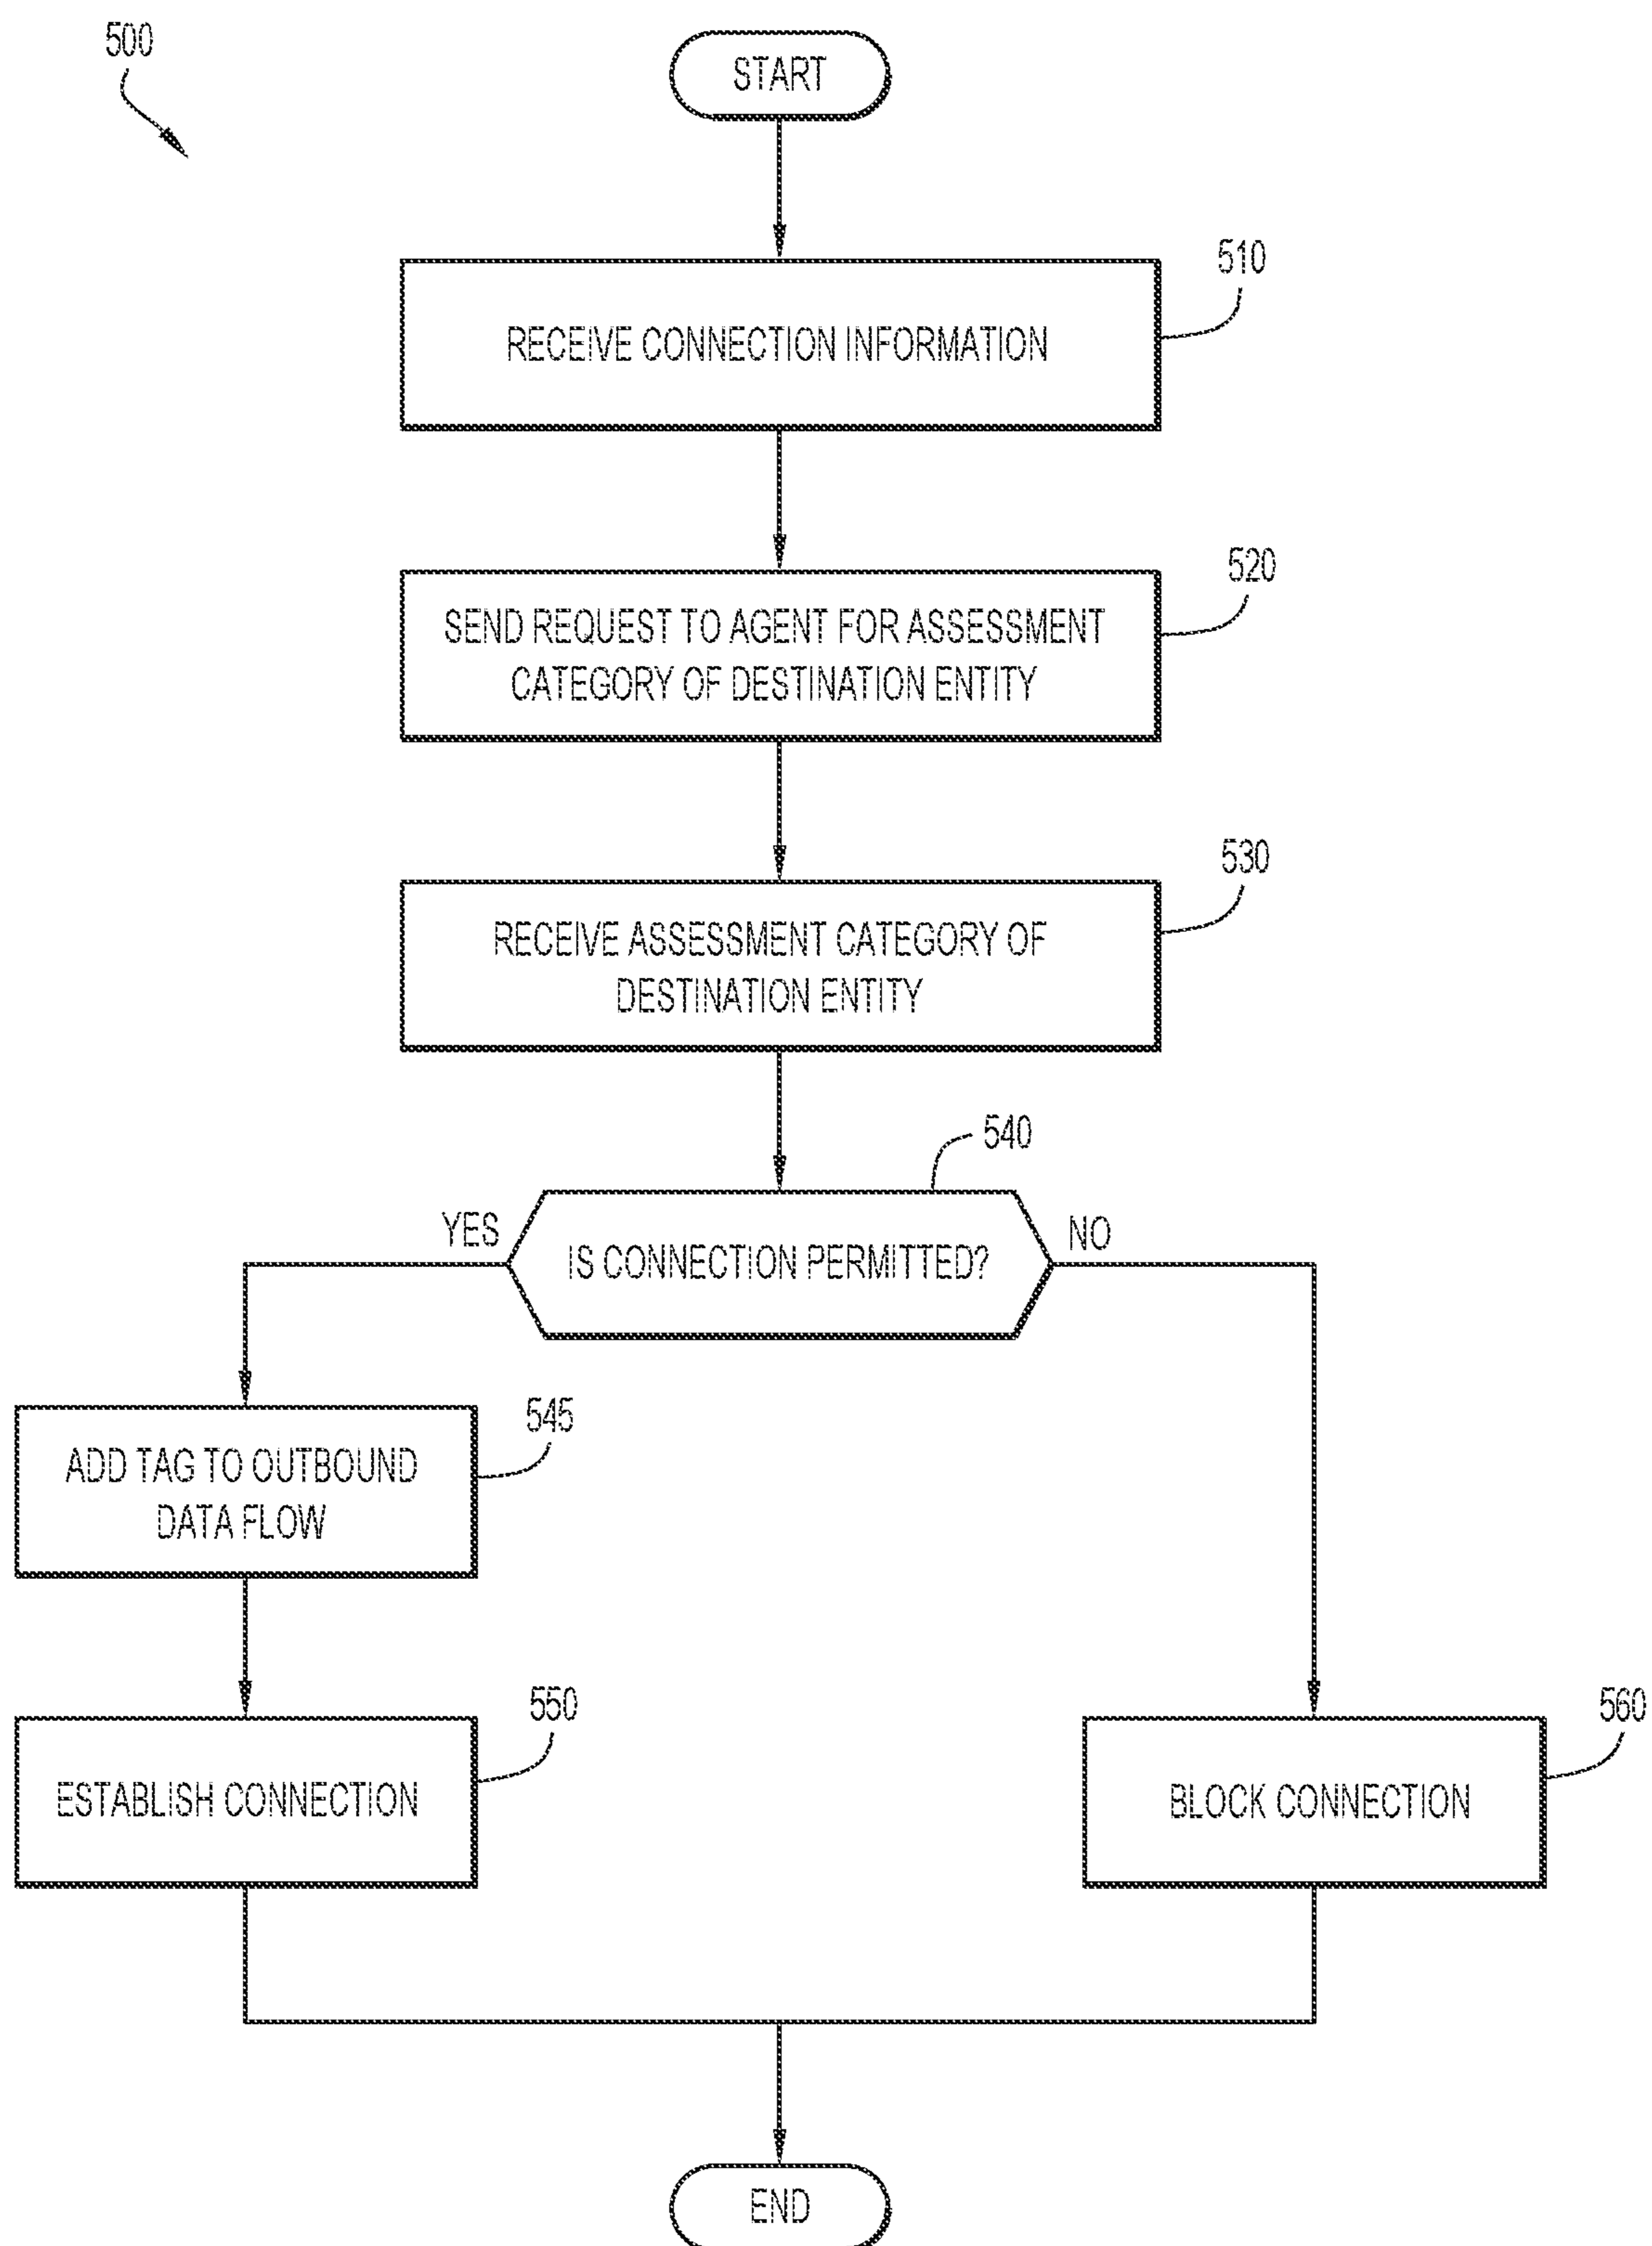 500
START
510
RECEIVE CONNECTION INFORMATION
520
SEND REQUEST TO AGENT FOR ASSESSMENT
CATEGORY OF DESTINATION ENTITY
530
RECEIVE ASSESSMENT CATEGORY OF
DESTINATION ENTITY
540
YES
IS CONNECTION PERMITTED?
NO
545
ADD TAG TO OUTBOUND
DATA FLOW
550
ESTABLISH CONNECTION
560
BLOCK CONNECTION
END